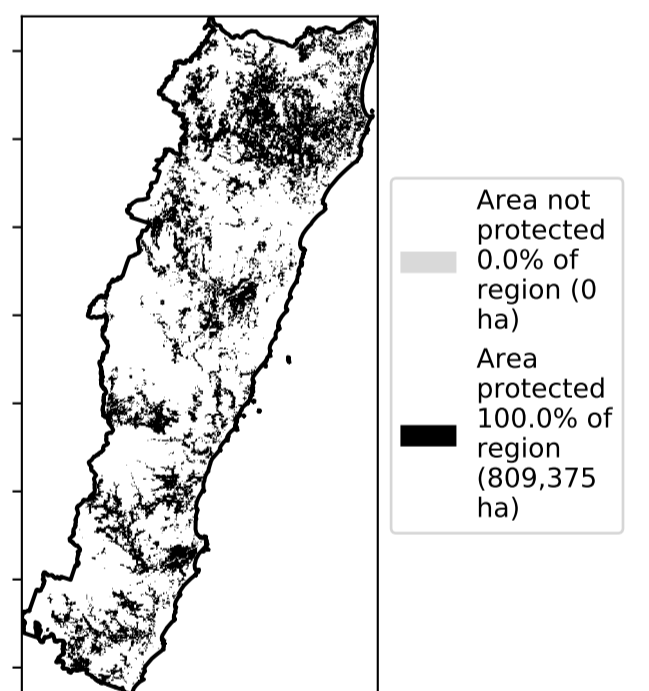 Area not
protected
0.0% of
region (0
ha)
Area
protected
100.0% of
region
(809,375
ha)